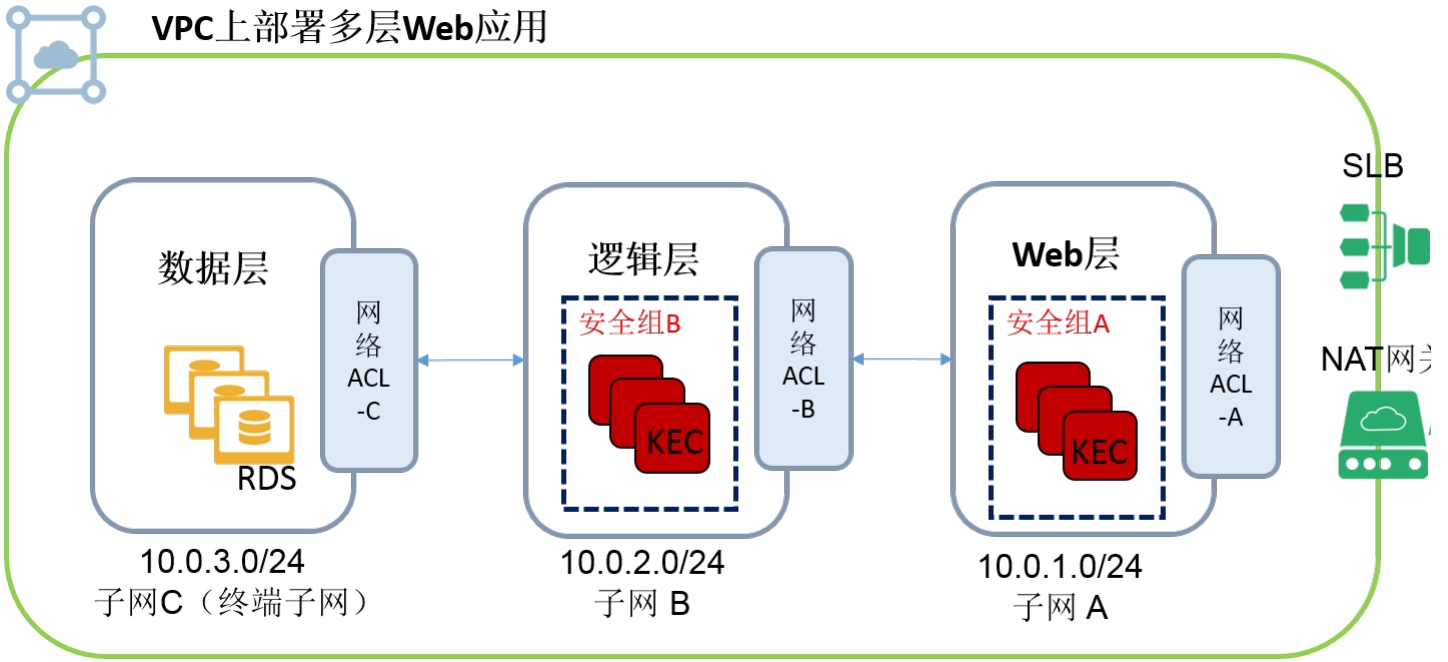 VPC上部署多层Web应用
SLB
NAT网关
数据层
网
络
ACL
-C
RDS
10.0.3.0/24
子网C（终端子网）
逻辑层
安全组B
KEC
网
络
ACL
-B
10.0.2.0/24
子网 B
Web层
安全组A
KEC
网
络
ACL
-A
10.0.1.0/24
子网 A